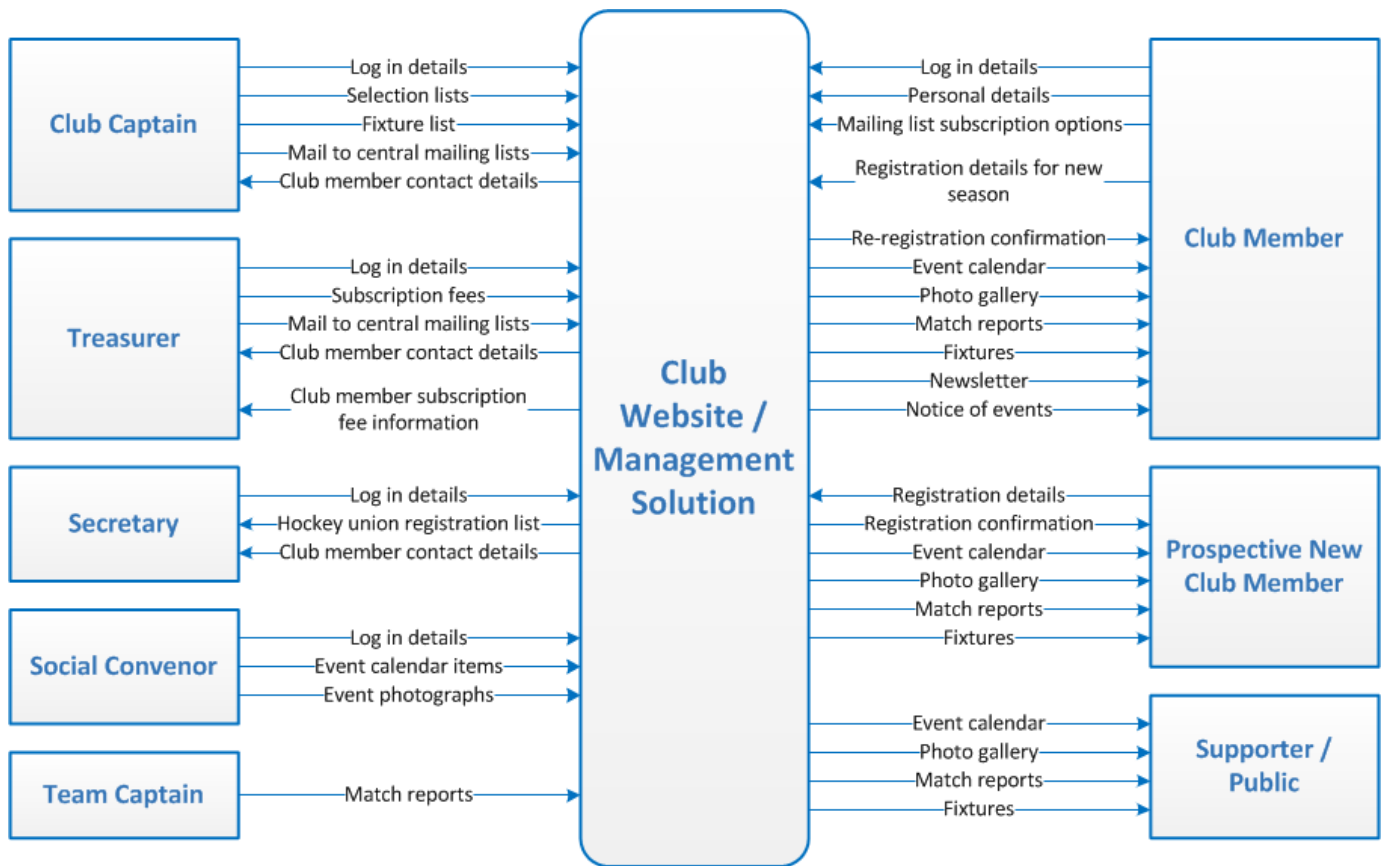 Club Captain
Log in details
Selection lists
Fixture list
Mail to central mailing lists
Club member contact details
Treasurer
Log in details
Subscription fees
Mail to central mailing lists
Club member contact details
Club member subscription
fee information
Secretary
Log in details
Hockey union registration list
Club member contact details
Social Convenor
Log in details
Event calendar items
Event photographs
Team Captain
Match reports
Club
Website /
Management
Solution
Log in details
Personal details
Mailing list subscription options
Registration details for new
season
Re-registration confirmation
Event calendar
Photo gallery
Match reports
Fixtures
Newsletter
Notice of events
Club Member
Registration details
Registration confirmation
Event calendar
Photo gallery
Match reports
Fixtures
Prospective New
Club Member
Event calendar
Photo gallery
Match reports
Fixtures
Supporter /
Public